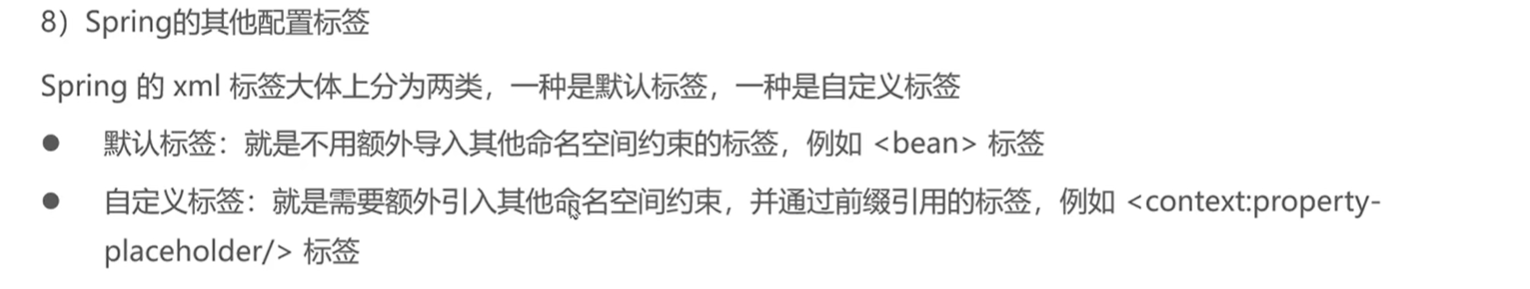 8）Spring的其他配置标签
Spring 的 xml 标签大体上分为两类，一种是默认标签，一种是自定义标签
● 默认标签：就是不用额外导入其他命名空间约束的标签，例如 <bean> 标签
● 自定义标签：就是需要额外引入其他命名空间约束，并通过前缀引用的标签，例如 <context:property-
placeholder/> 标签